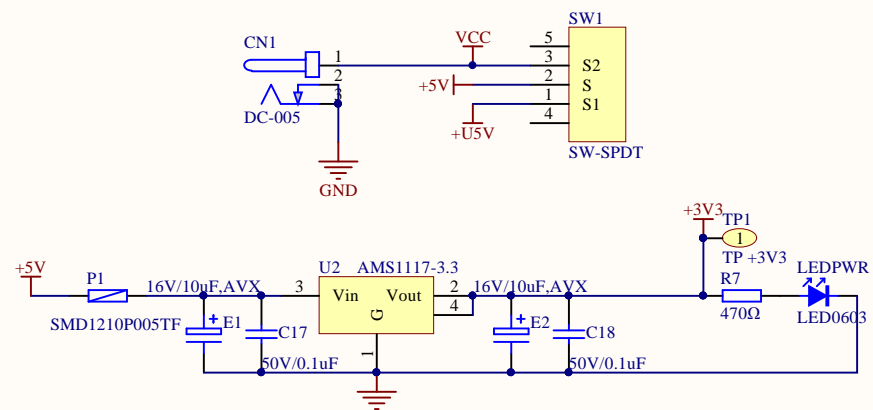 SW1
CN1
VCC
5
1
3
S2
2
+5V
2
S
3
1
S1
DC-005
4
+U5V
SW-SPDT
GND
+3V3
TP1
1
+5V
P1
U2
AMS1117-3.3
TP +3V3
LEDPWR
16V/10uF,AVX
3
Vin
Vout
2
16V/10uF,AVX
R7
SMD1210P005TF
E1
C17
G
4
E2
C18
470Ω
LED0603
1
50V/0.1uF
50V/0.1uF